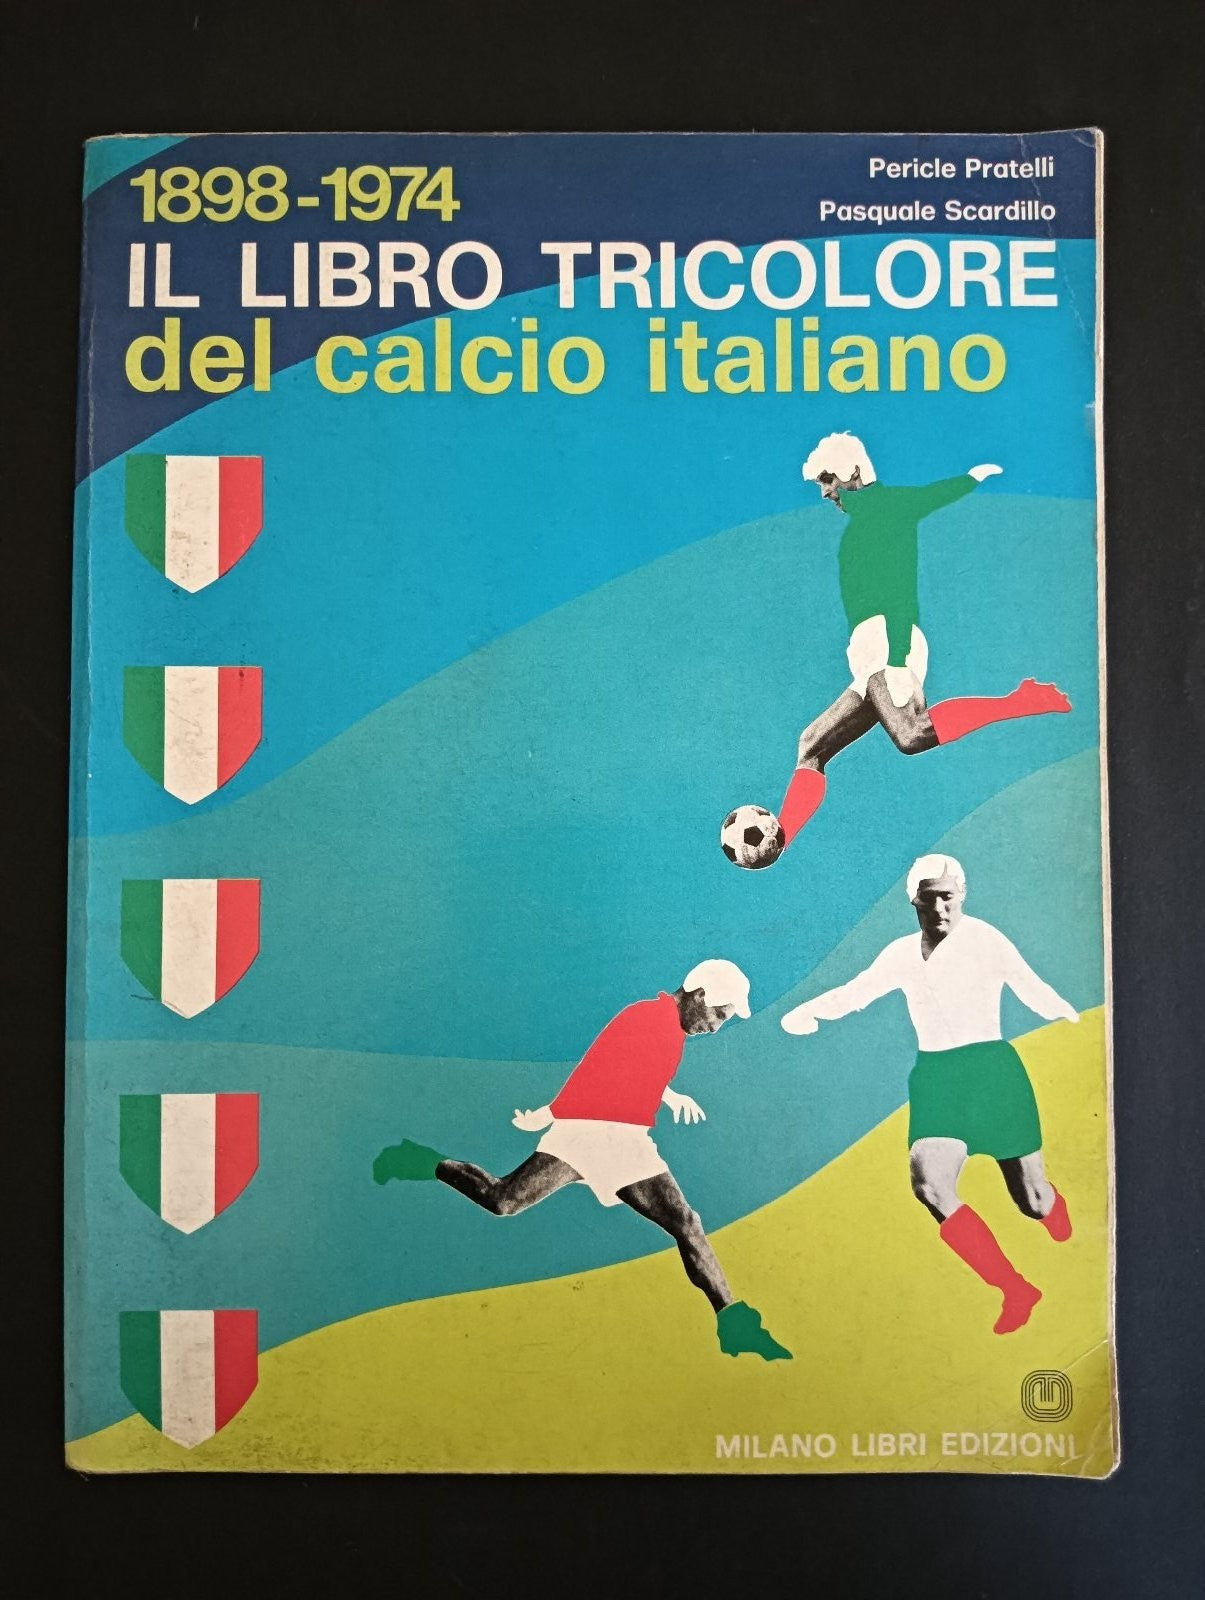 1898-1974
Pericle Pratelli
Pasquale Scardillo
IL LIBRO TRICOLORE
del calcio italiano
MILANO LIBRI EDIZIONI